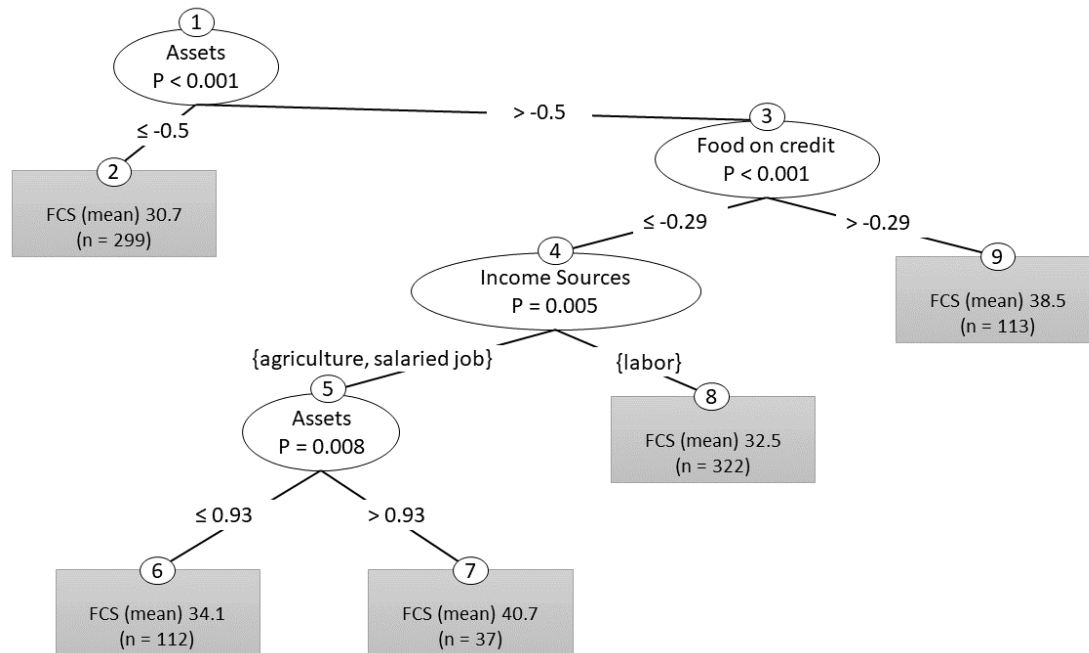 1
Assets
P < 0.001
≤ -0.5
> -0.5
2
FCS (mean) 30.7
(n = 299)
3
Food on credit
P < 0.001
≤ -0.29
> -0.29
4
Income Sources
P = 0.005
9
FCS (mean) 38.5
(n = 113)
{agriculture, salaried job}
{labor}
5
Assets
P = 0.008
8
FCS (mean) 32.5
(n = 322)
≤ 0.93
> 0.93
6
FCS (mean) 34.1
(n = 112)
7
FCS (mean) 40.7
(n = 37)